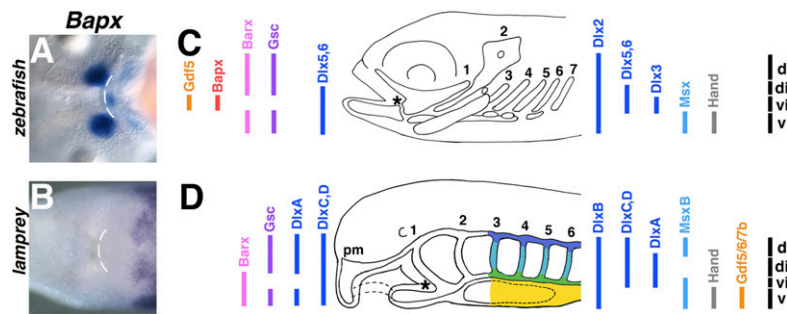 Bapx
A
zebrafish
C
Gdf5
Bapx
Barx
Gsc
Dlx5,6
1
2
3
4
5
6
7
*
Dlx2
Dlx5,6
Dlx3
Msx
Hand
d
di
vi
v
B
lamprey
D
Barx
Gsc
DlxA
DlxC,D
pm
1
2
3
4
5
6
*
DlxB
DlxC,D
DlxA
MsxB
Hand
Gdf5/6/7b
d
di
vi
v